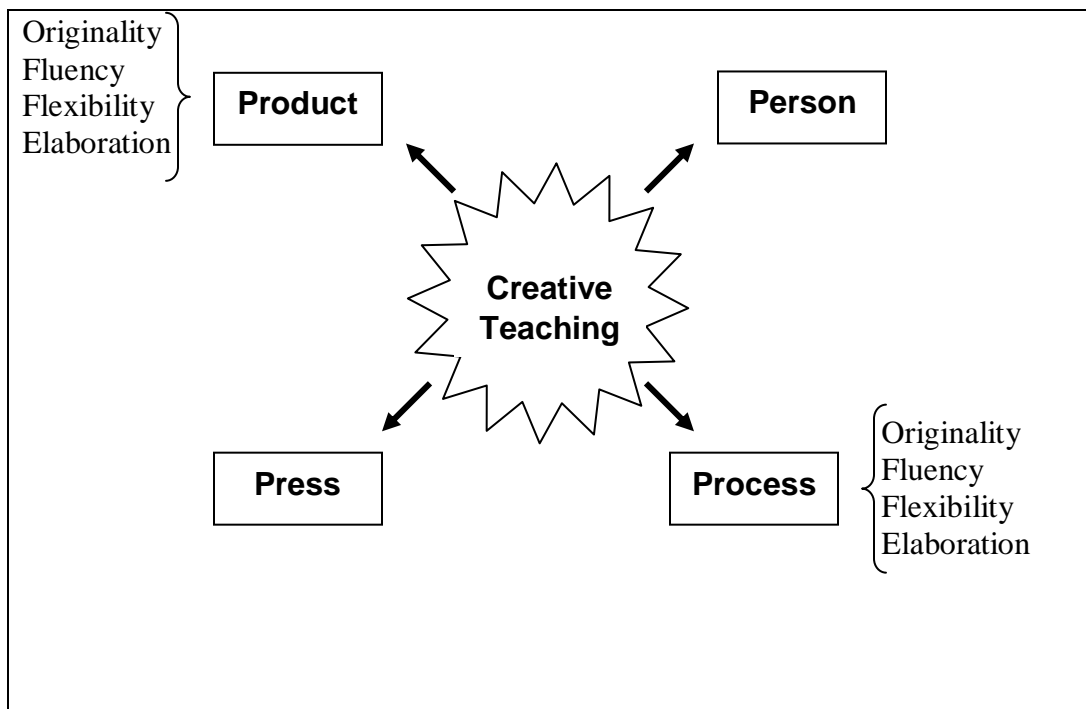 Originality
Fluency
Flexibility
Elaboration
Product
Person
Creative
Teaching
Press
Process
Originality
Fluency
Flexibility
Elaboration